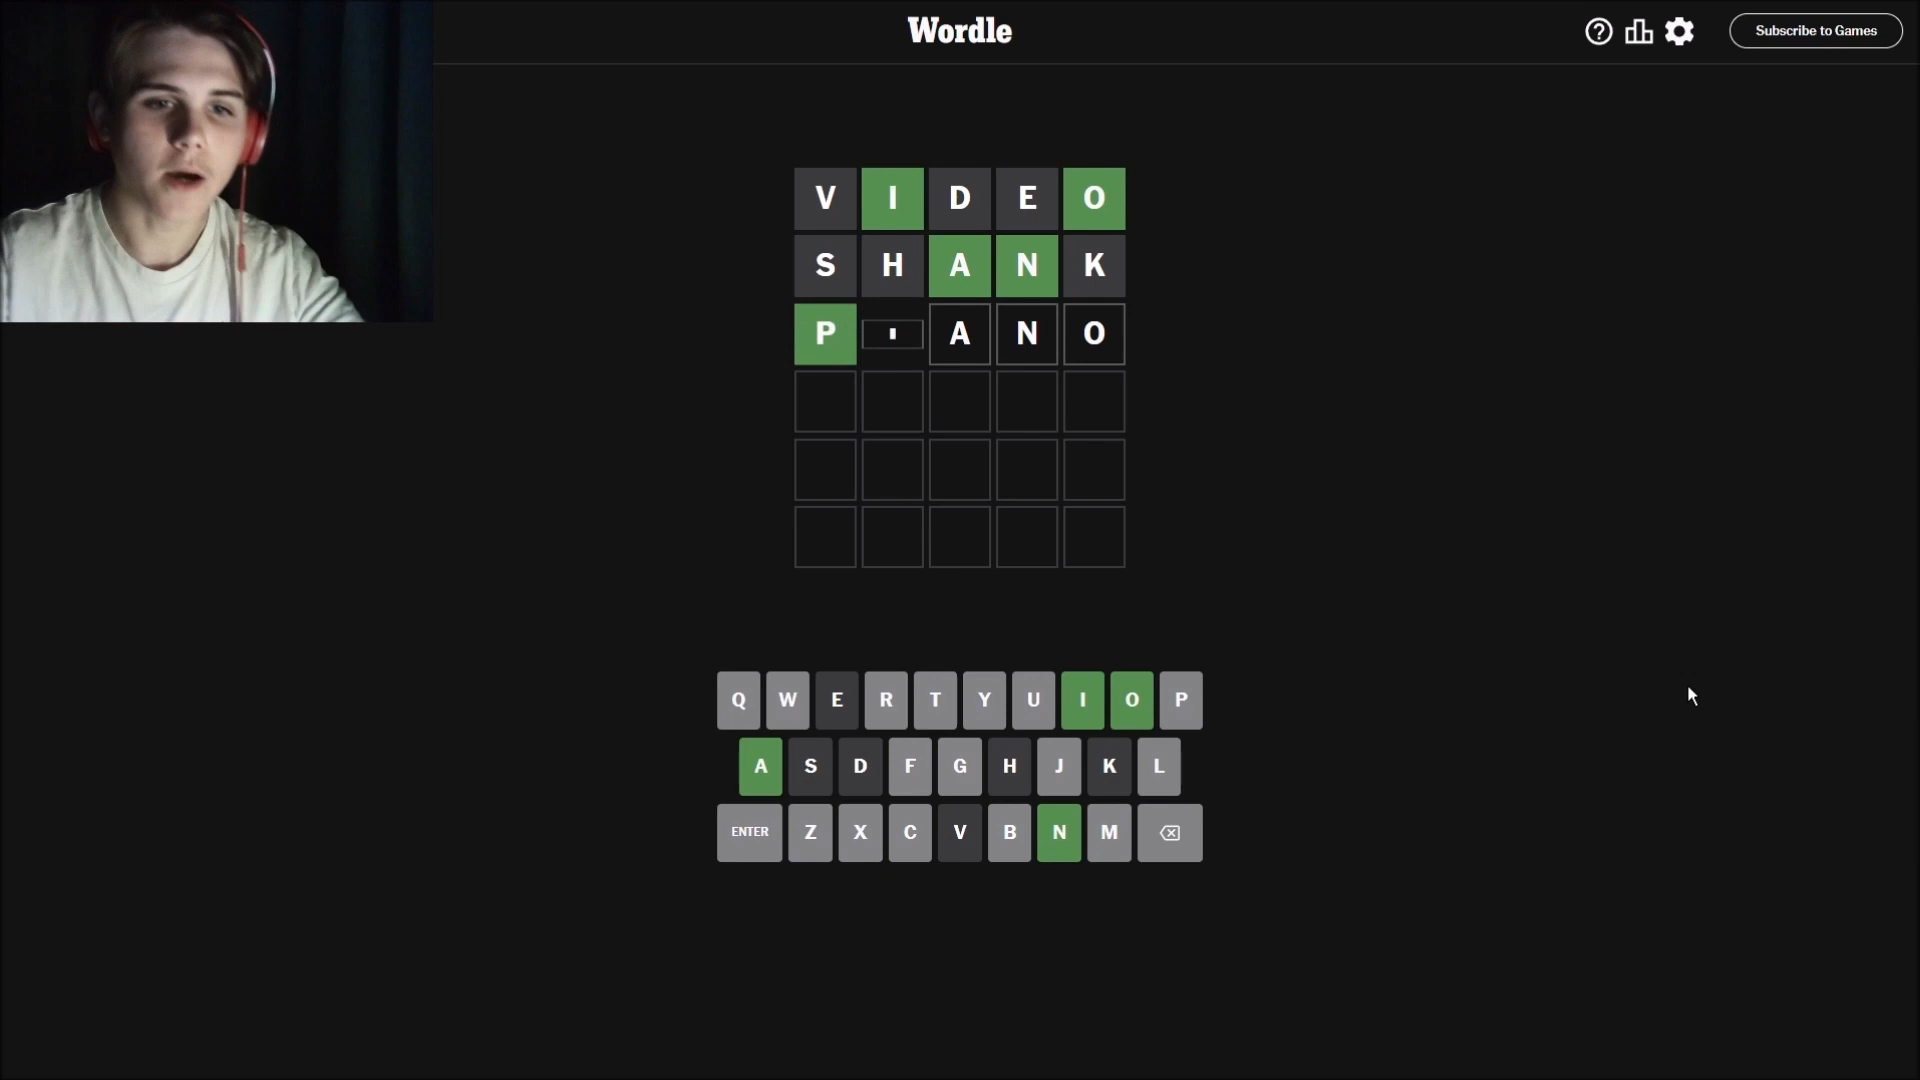 Wordle
Subscribe to Games
V I D E O
S H A N K
P I A N O
Q W E R T Y U I O P
A S D F G H J K L
ENTER Z X C V B N M